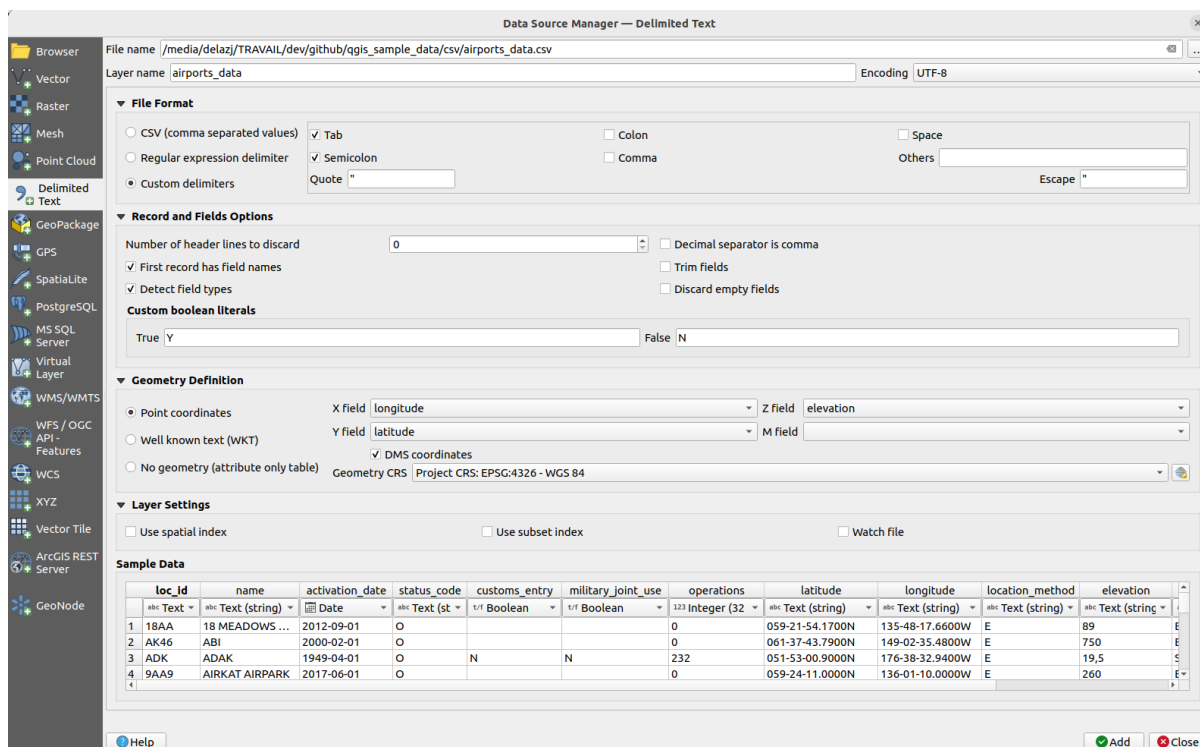 Data Source Manager — Delimited Text
Browser
Vector
Raster
Mesh
Point Cloud
Delimited
Text
GeoPackage
GPS
SpatiaLite
PostgreSQL
MS SQL
Server
Virtual
Layer
WMS/WMTS
WFS / OGC
API -
Features
WCS
XYZ
Vector Tile
ArcGIS REST
Server
GeoNode
File name /media/delazj/TRAVAIL/dev/github/qgis_sample_data/csv/airports_data.csv ...
Layer name airports_data Encoding UTF-8
File Format
CSV (comma separated values) Tab Colon Space
Regular expression delimiter Semicolon Comma Others
Custom delimiters Quote " Escape "
Record and Fields Options
Number of header lines to discard 0 Decimal separator is comma
First record has field names Trim fields
Detect field types Discard empty fields
Custom boolean literals
True Y False N
Geometry Definition
Point coordinates X field longitude Z field elevation
Well known text (WKT) Y field latitude M field
DMS coordinates
No geometry (attribute only table) Geometry CRS Project CRS: EPSG:4326 - WGS 84
Layer Settings
Use spatial index Use subset index Watch file
Sample Data
loc_id name activation_date status_code customs_entry military_joint_use operations latitude longitude location_method elevation
abc Text abc Text (string) Date abc Text (st t/f Boolean t/f Boolean 123 Integer (32 abc Text (string) abc Text (string) abc Text (string) abc Text (string
1 18AA 18 MEADOWS ... 2012-09-01 O 0 059-21-54.1700N 135-48-17.6600W E 89
2 AK46 ABI 2000-02-01 O 0 061-37-43.7900N 149-02-35.4800W E 750
3 ADK ADAK 1949-04-01 O N N 232 051-53-00.9000N 176-38-32.9400W E 19,5
4 9AA9 AIRKAT AIRPARK 2017-06-01 O 0 059-24-11.0000N 136-01-10.0000W E 260
Help Add Close